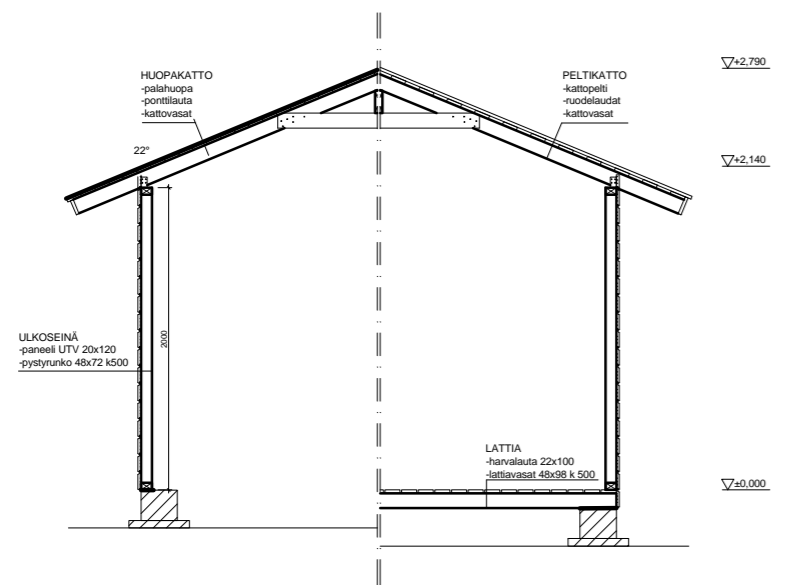 HUOPAKATTO
-palahuopa
-ponttilauta
-kattovasat
PELTIKATTO
-kattopelti
-ruodelaudat
-kattovasat
+2,790
22°
+2,140
2000
ULKOSEINÄ
-paneeli UTV 20x120
-pystyrunko 48x72 k500
LATTIA
-harvalauta 22x100
-lattiavasat 48x98 k 500
±0,000